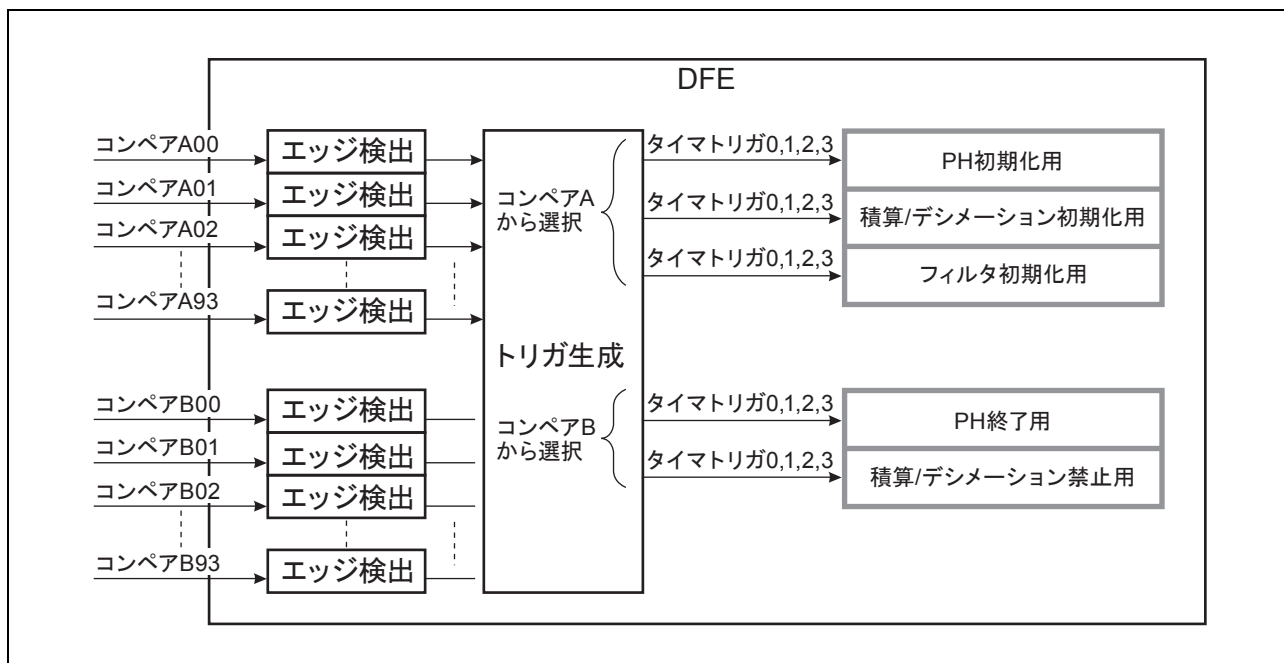 DFE
コンペアA00
エッジ検出
タイマトリガ0,1,2,3
PH初期化用
コンペアA01
エッジ検出
コンペアA
から選択
タイマトリガ0,1,2,3
積算/デシメーション初期化用
コンペアA02
エッジ検出
タイマトリガ0,1,2,3
フィルタ初期化用
コンペアA93
エッジ検出
トリガ生成
コンペアB00
エッジ検出
タイマトリガ0,1,2,3
PH終了用
コンペアB01
エッジ検出
コンペアB
から選択
タイマトリガ0,1,2,3
積算/デシメーション禁止用
コンペアB02
エッジ検出
コンペアB93
エッジ検出